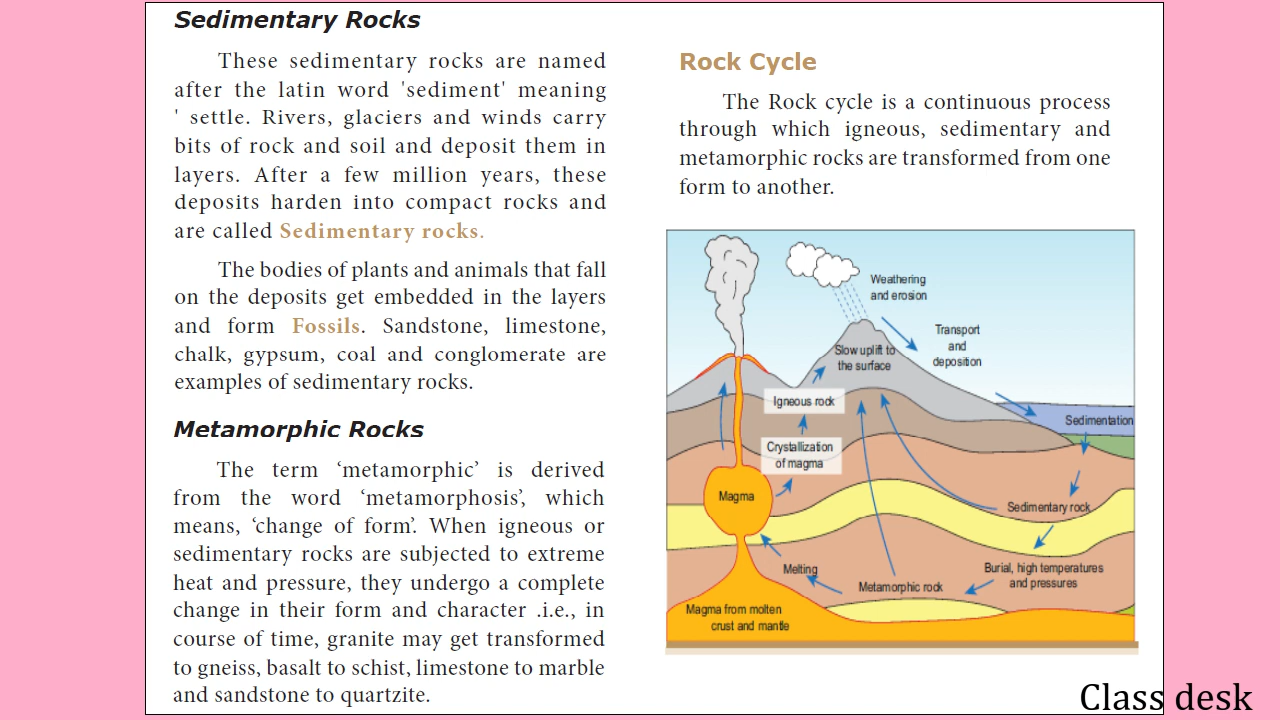 Sedimentary Rocks
These sedimentary rocks are named
after the latin word 'sediment' meaning
' settle. Rivers, glaciers and winds carry
bits of rock and soil and deposit them in
layers. After a few million years, these
deposits harden into compact rocks and
are called Sedimentary rocks.
The bodies of plants and animals that fall
on the deposits get embedded in the layers
and form Fossils. Sandstone, limestone,
chalk, gypsum, coal and conglomerate are
examples of sedimentary rocks.
Metamorphic Rocks
The term ‘metamorphic’ is derived
from the word ‘metamorphosis’, which
means, ‘change of form’. When igneous or
sedimentary rocks are subjected to extreme
heat and pressure, they undergo a complete
change in their form and character .i.e., in
course of time, granite may get transformed
to gneiss, basalt to schist, limestone to marble
and sandstone to quartzite.
Rock Cycle
The Rock cycle is a continuous process
through which igneous, sedimentary and
metamorphic rocks are transformed from one
form to another.
Weathering
and erosion
Transport
and
deposition
Slow uplift to
the surface
Igneous rock
Sedimentation
Crystallization
of magma
Magma
Sedimentary rock
Melting
Burial, high temperatures
and pressures
Metamorphic rock
Magma from molten
crust and mantle
Class desk